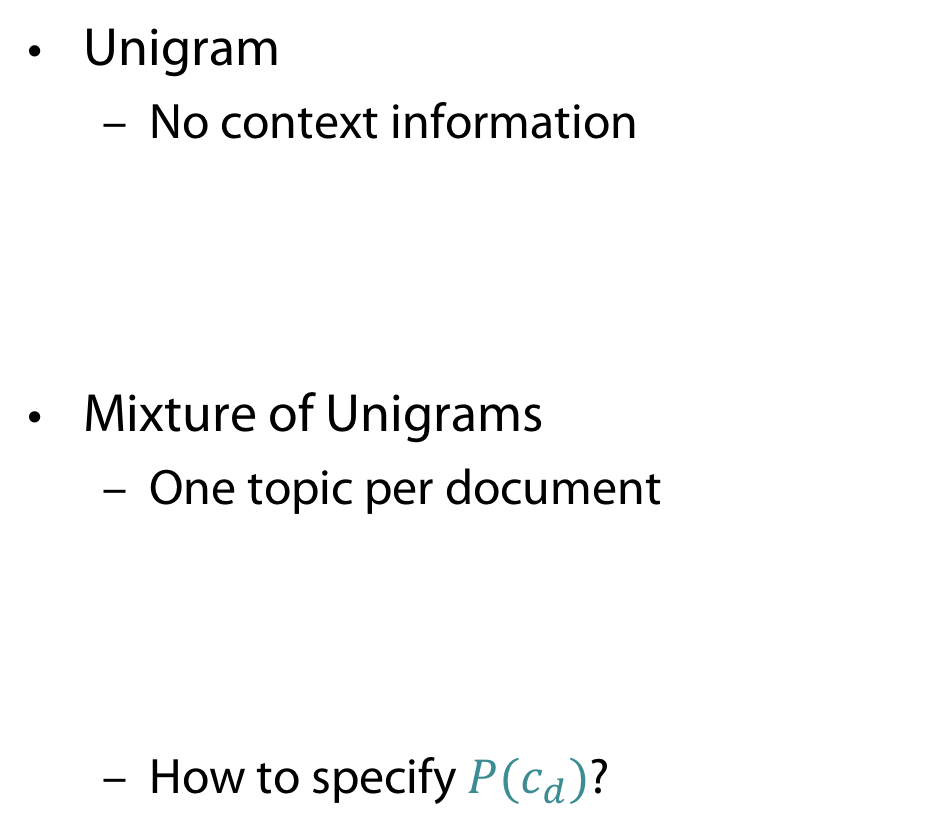 • Unigram
– No context information
• Mixture of Unigrams
– One topic per document
– How to specify P(c_d)?